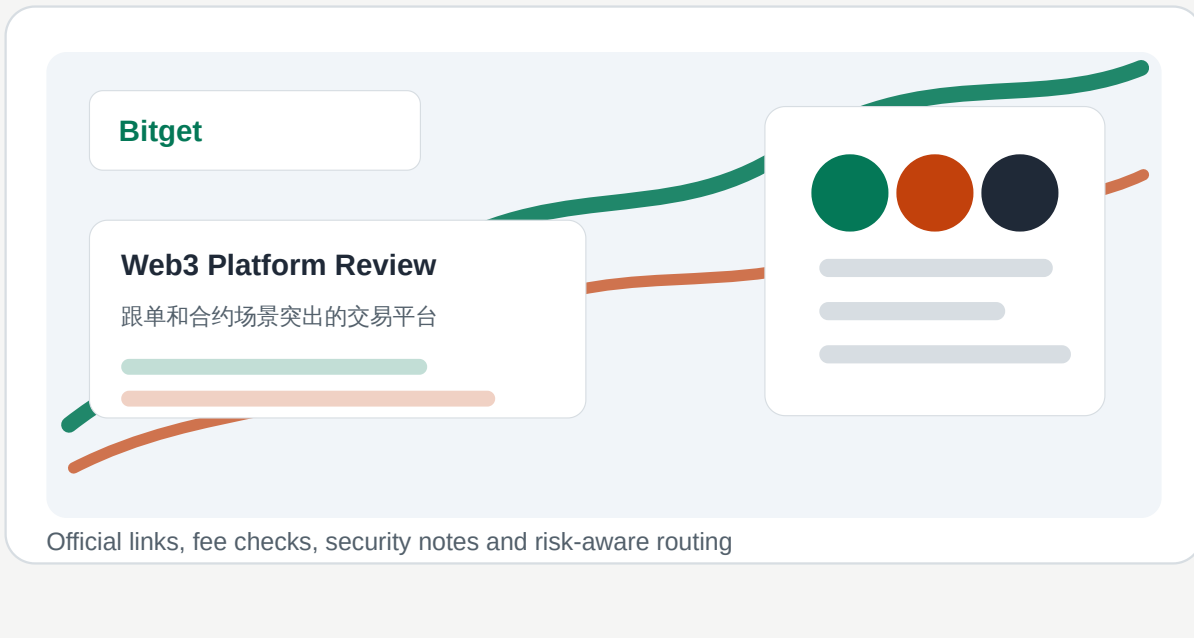 Bitget
Web3 Platform Review
跟单和合约场景突出的交易平台
Official links, fee checks, security notes and risk-aware routing